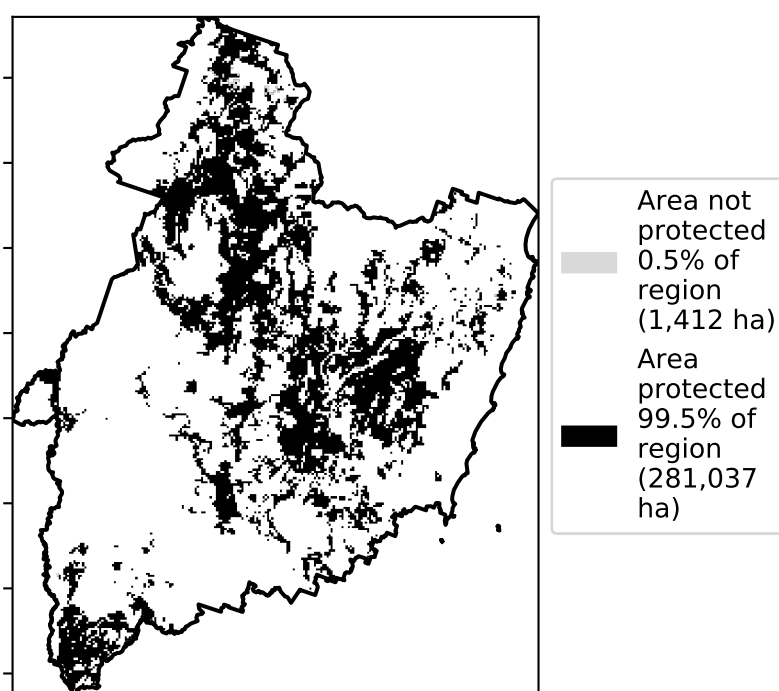 Area not
protected
0.5% of
region
(1,412 ha)
Area
protected
99.5% of
region
(281,037
ha)